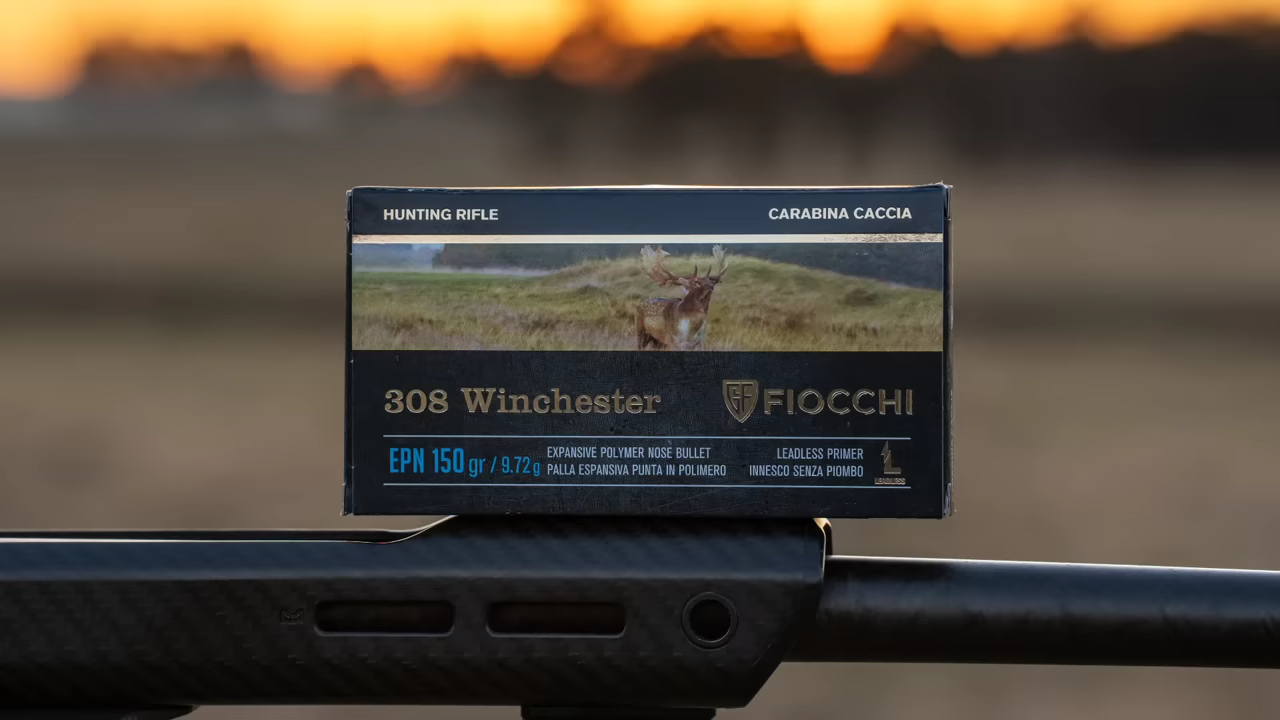 HUNTING RIFLE
CARABINA CACCIA
308 Winchester
GF FIOCCHI
EPN 150 gr / 9.72 g
EXPANSIVE POLYMER NOSE BULLET
PALLA ESPANSIVA PUNTA IN POLIMERO
LEADLESS PRIMER
INNESCO SENZA PIOMBO
L
LEADLESS